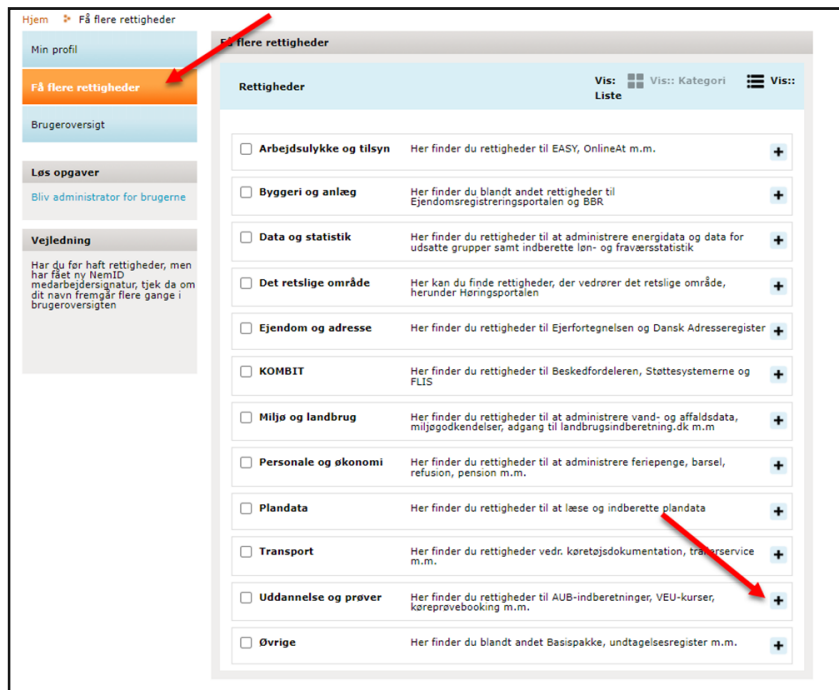 Hjem Få flere rettigheder
Min profil
Få flere rettigheder
Brugeroversigt
Løs opgaver
Bliv administrator for brugerne
Vejledning
Har du før haft rettigheder, men
har fået ny NemID
medarbejdersignatur, tjek da om
dit navn fremgår flere gange i
brugeroversigten
Få flere rettigheder
Rettigheder
Vis: Vis:: Kategori Vis::
Liste
Arbejdsulykke og tilsyn Her finder du rettigheder til EASY, OnlineAt m.m.
Byggeri og anlæg Her finder du blandt andet rettigheder til
Ejendomsregistreringsportalen og BBR
Data og statistik Her finder du rettigheder til at administrere energidata og data for
udsatte grupper samt indberette løn- og fraværsstatistik
Det retslige område Her kan du finde rettigheder, der vedrører det retslige område,
herunder Høringsportalen
Ejendom og adresse Her finder du rettigheder til Ejerfortegnelsen og Dansk Adresseregister
KOMBIT Her finder du rettigheder til Beskedfordeleren, Støttesystemerne og
FLIS
Miljø og landbrug Her finder du rettigheder til at administrere vand- og affaldsdata,
miljøgodkendelser, adgang til landbrugsindberetning.dk m.m
Personale og økonomi Her finder du rettigheder til at administrere feriepenge, barsel,
refusion, pension m.m.
Plandata Her finder du rettigheder til at læse og indberette plandata
Transport Her finder du rettigheder vedr. køretøjsdokumentation,
m.m.
Uddannelse og prøver Her finder du rettigheder til AUB-indberetninger, VEU-kurser,
køreprøvebooking m.m.
Øvrige Her finder du blandt andet Basispakke, undtagelsesregister m.m.